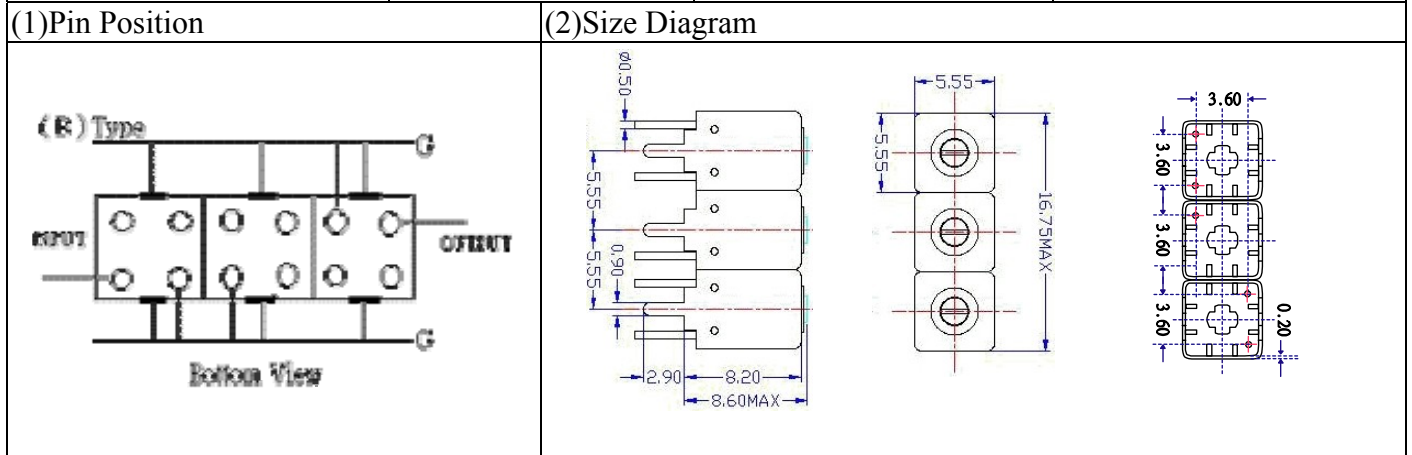 (1)Pin Position
(2)Size Diagram
(B) Type
G
INPUT
OUTPUT
G
Bottom View
ø0.50
5.55
5.55
0.90
2.90
8.20
8.60MAX
5.55
5.55
16.75MAX
3.60
3.60
3.60
3.60
0.20